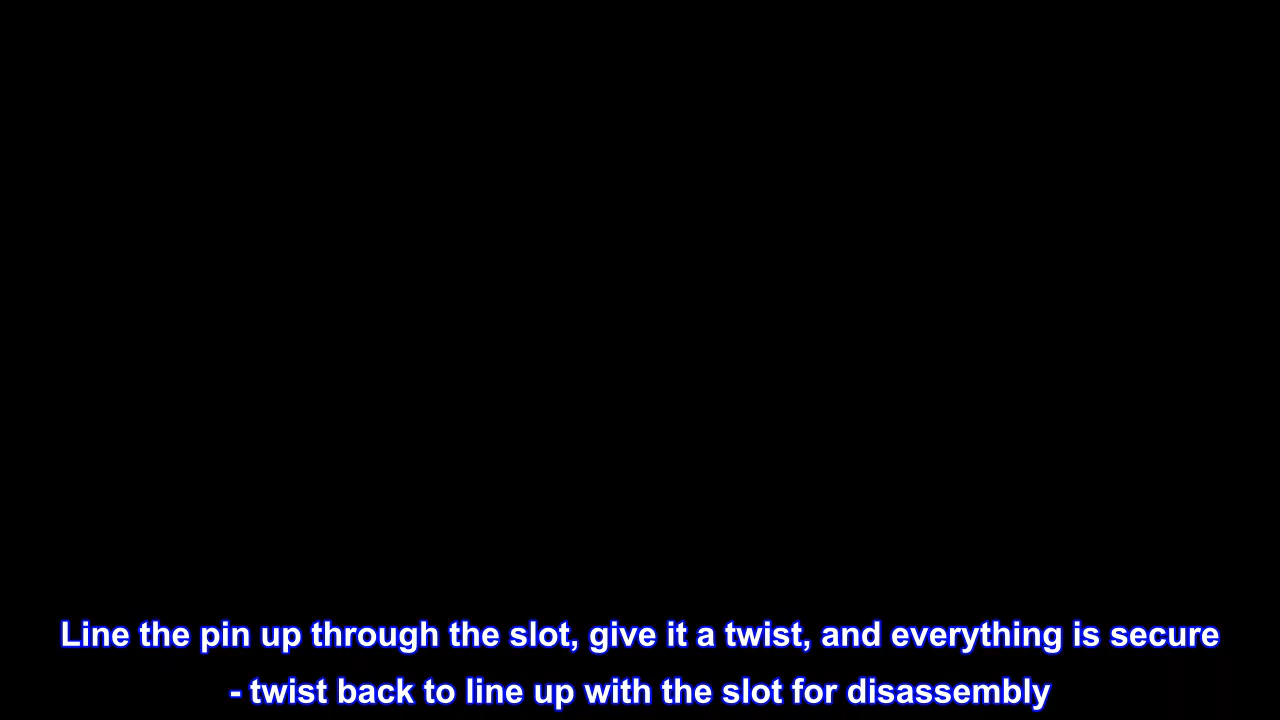 Line the pin up through the slot, give it a twist, and everything is secure
- twist back to line up with the slot for disassembly